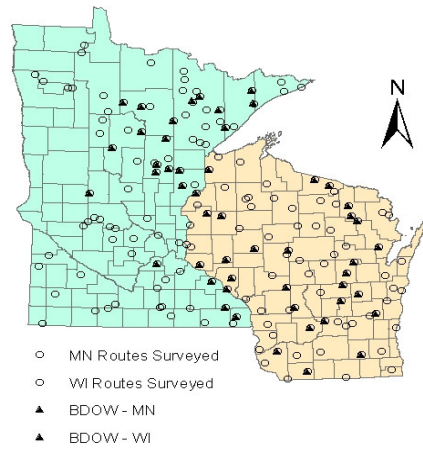 N
MN Routes Surveyed
WI Routes Surveyed
BDOW - MN
BDOW - WI